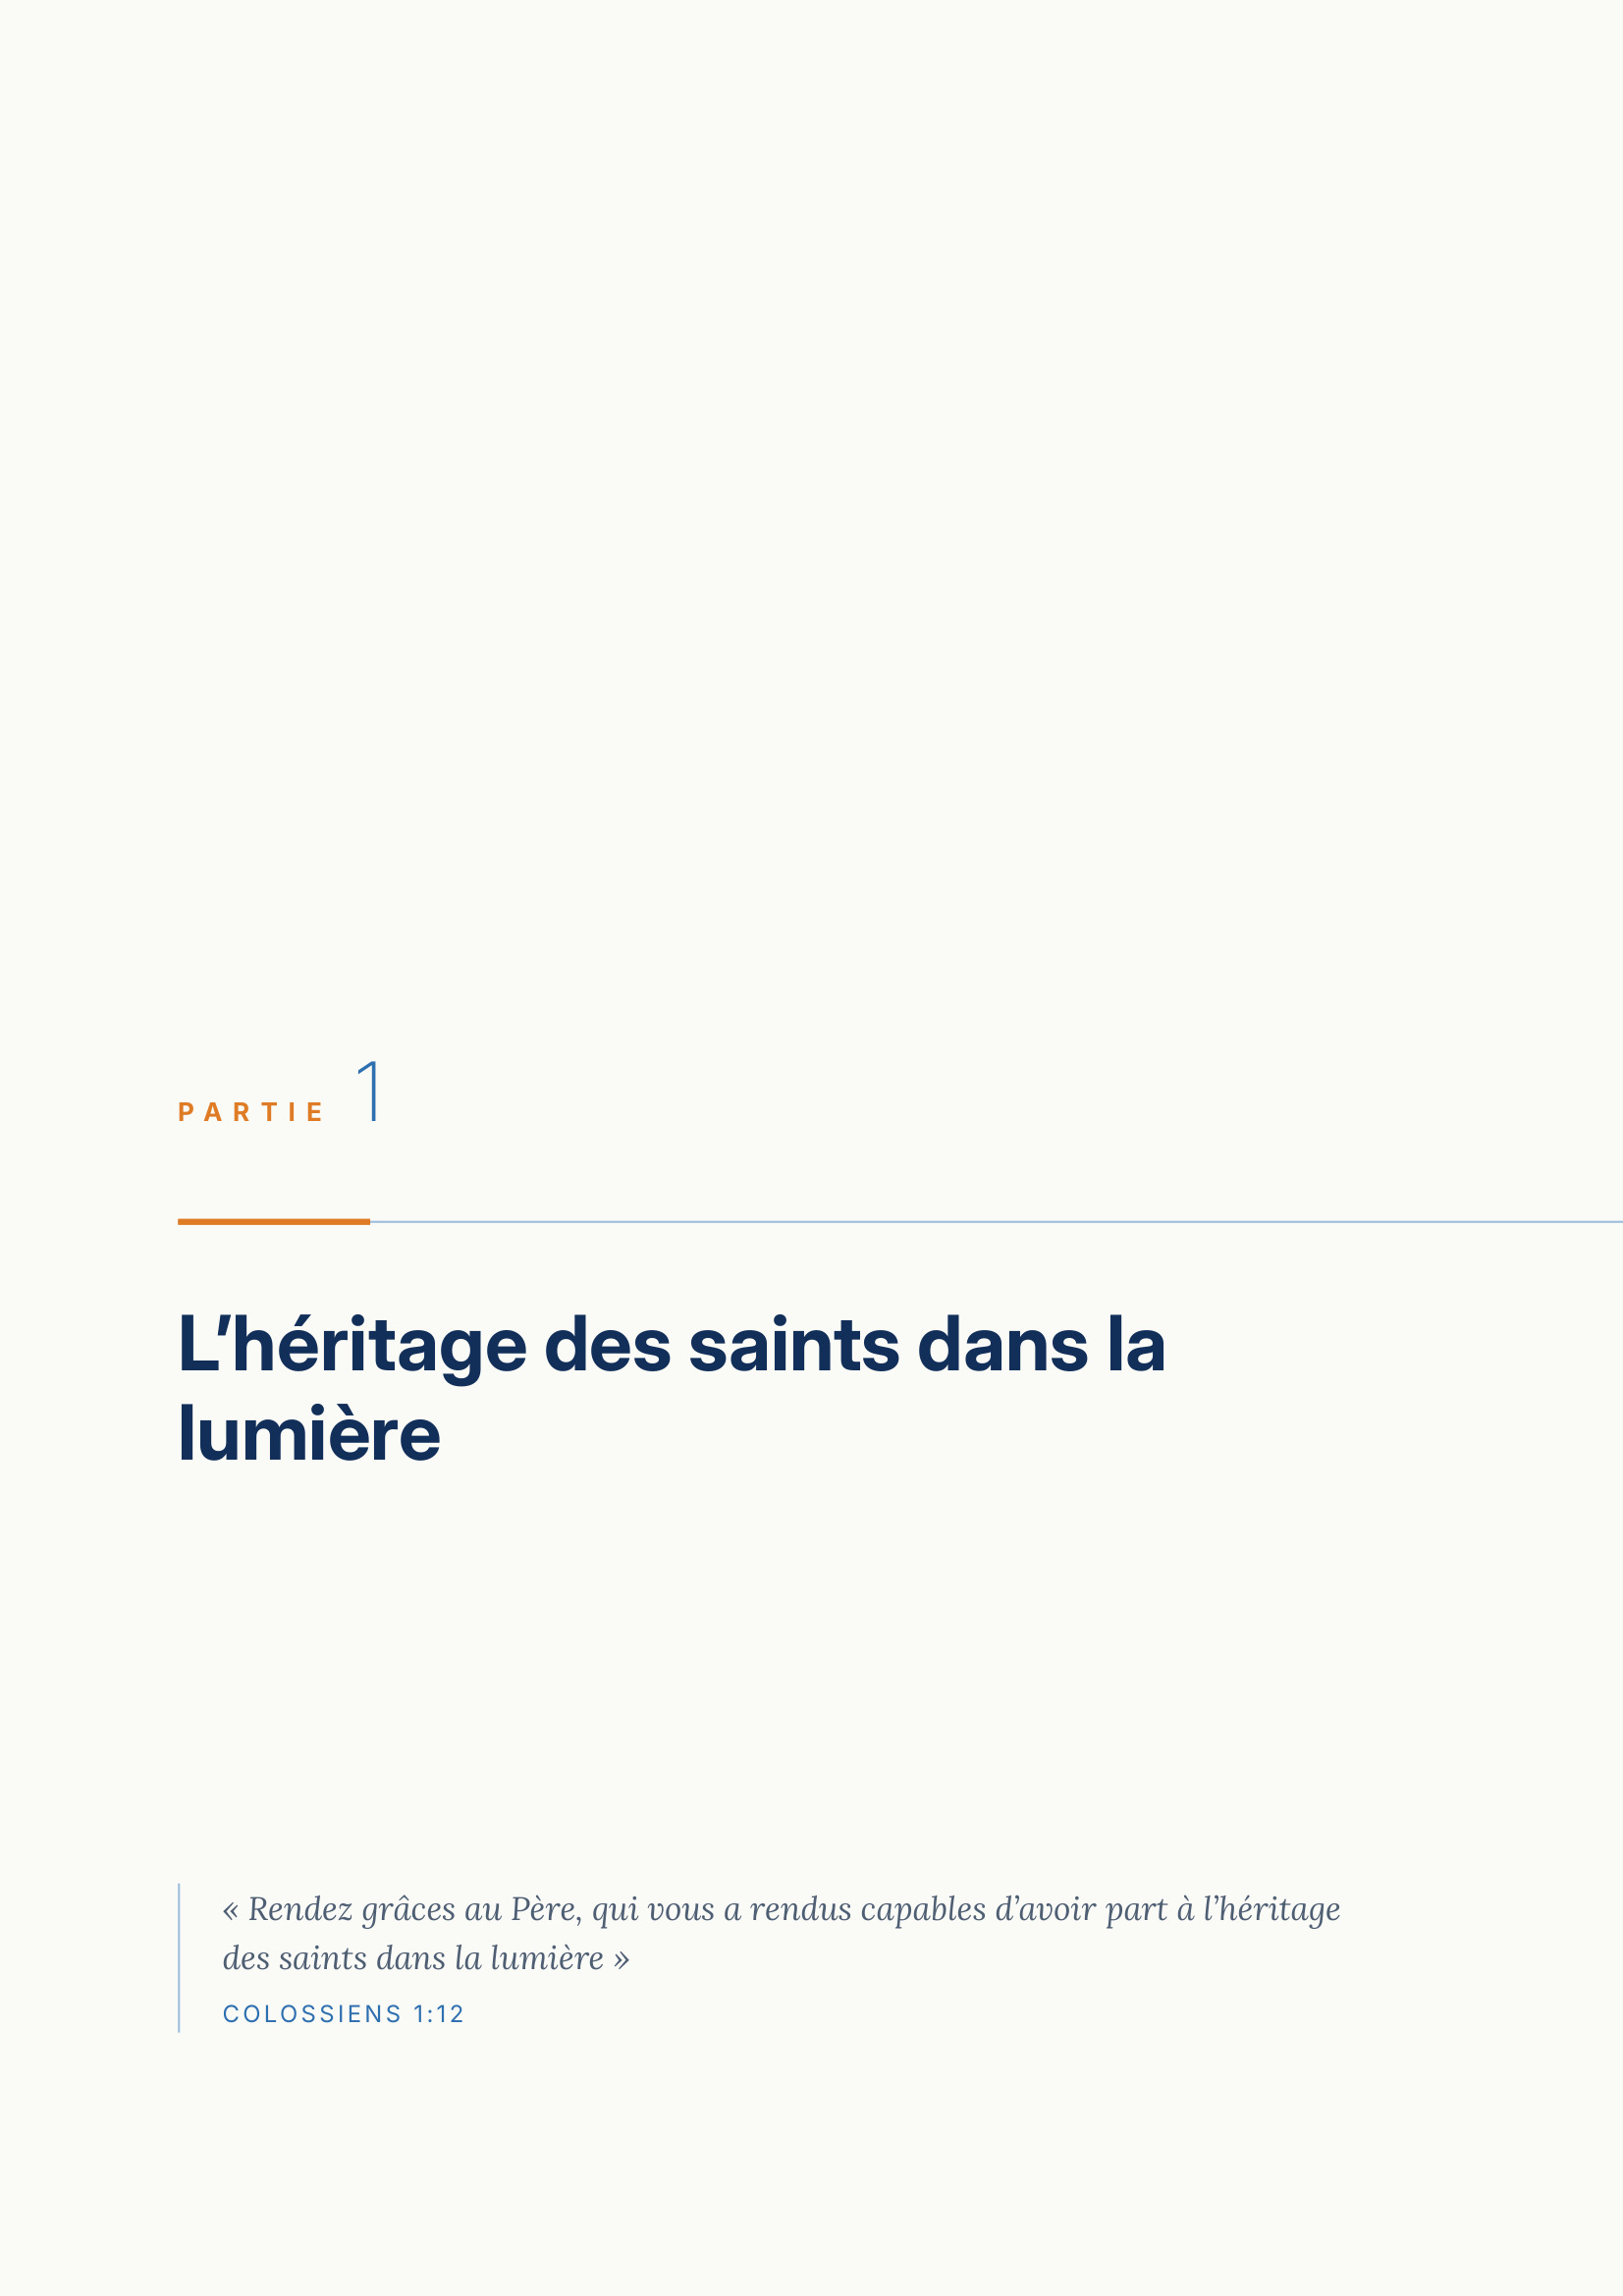 PARTIE 1
L’héritage des saints dans la
lumière
« Rendez grâces au Père, qui vous a rendus capables d’avoir part à l’héritage
des saints dans la lumière »
COLOSSIENS 1:12